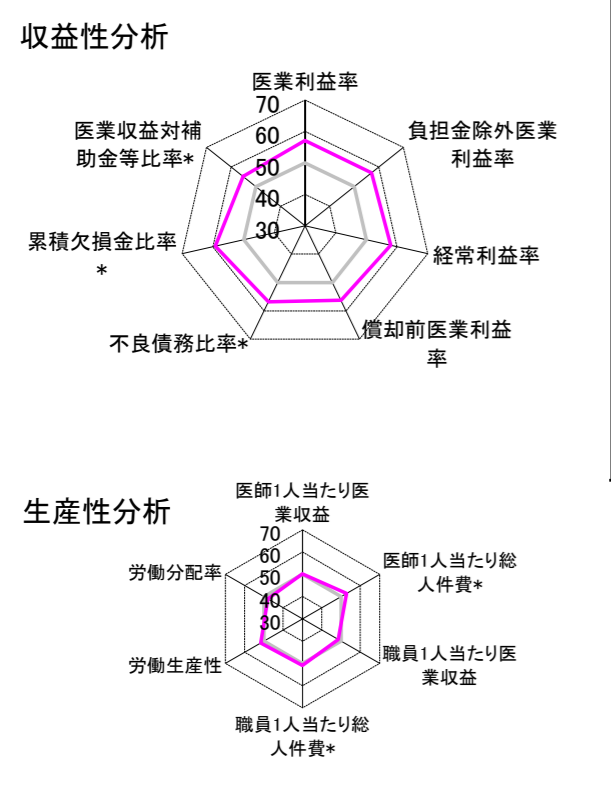 収益性分析
医業利益率
70
60
50
40
30
負担金除外医業
利益率
経常利益率
償却前医業利益
率
不良債務比率*
累積欠損金比率
*
医業収益対補
助金等比率*
生産性分析
医師1人当たり医
業収益
70
60
50
40
30
医師1人当たり総
人件費*
職員1人当たり医
業収益
職員1人当たり総
人件費*
労働生産性
労働分配率